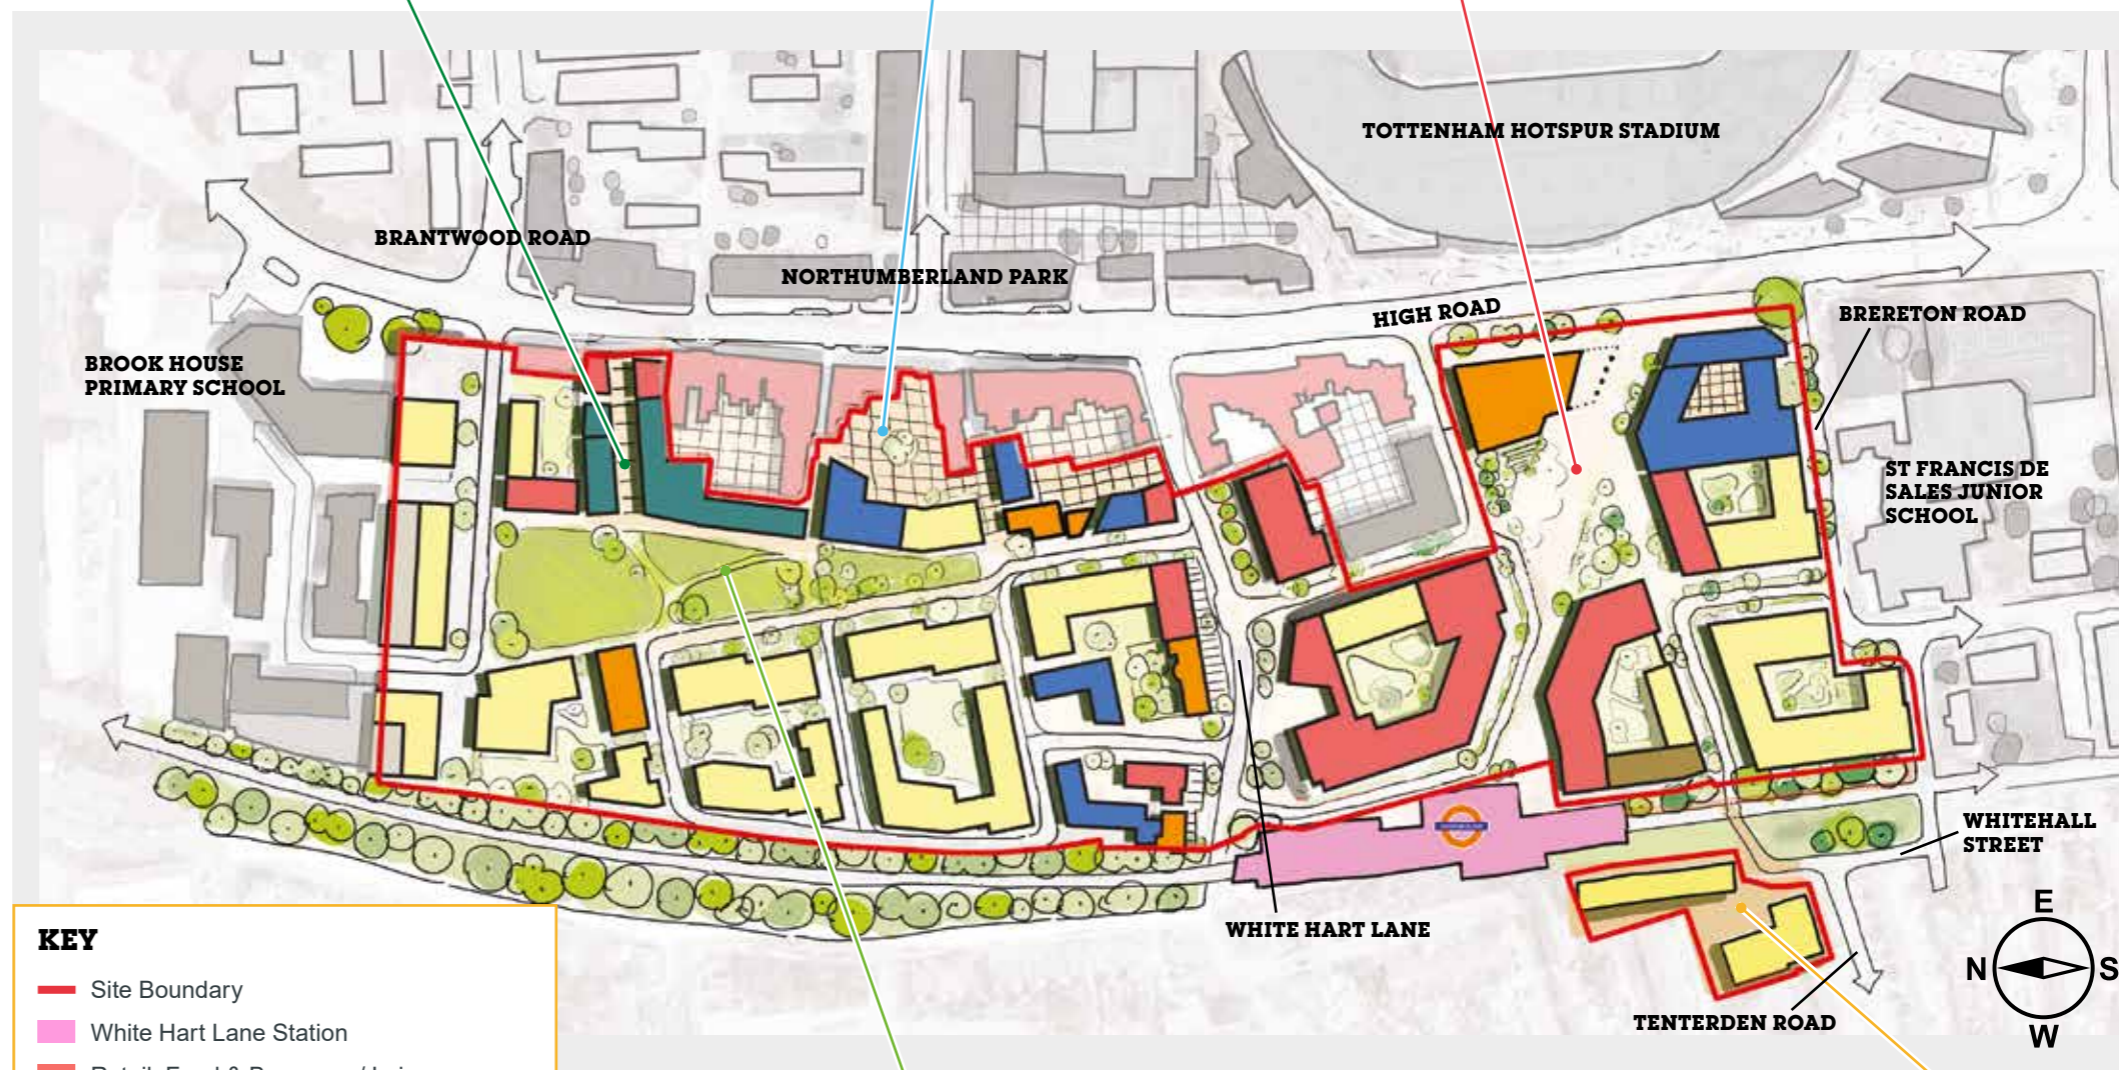 TOTTENHAM HOTSPUR STADIUM
BRANTWOOD ROAD
NORTHUMBERLAND PARK
HIGH ROAD
BRERETON ROAD
BROOK HOUSE
PRIMARY SCHOOL
ST FRANCIS DE
SALES JUNIOR
SCHOOL
WHITEHALL
STREET
WHITE HART LANE
TENTERDEN ROAD
E
N
S
W
KEY
Site Boundary
White Hart Lane Station